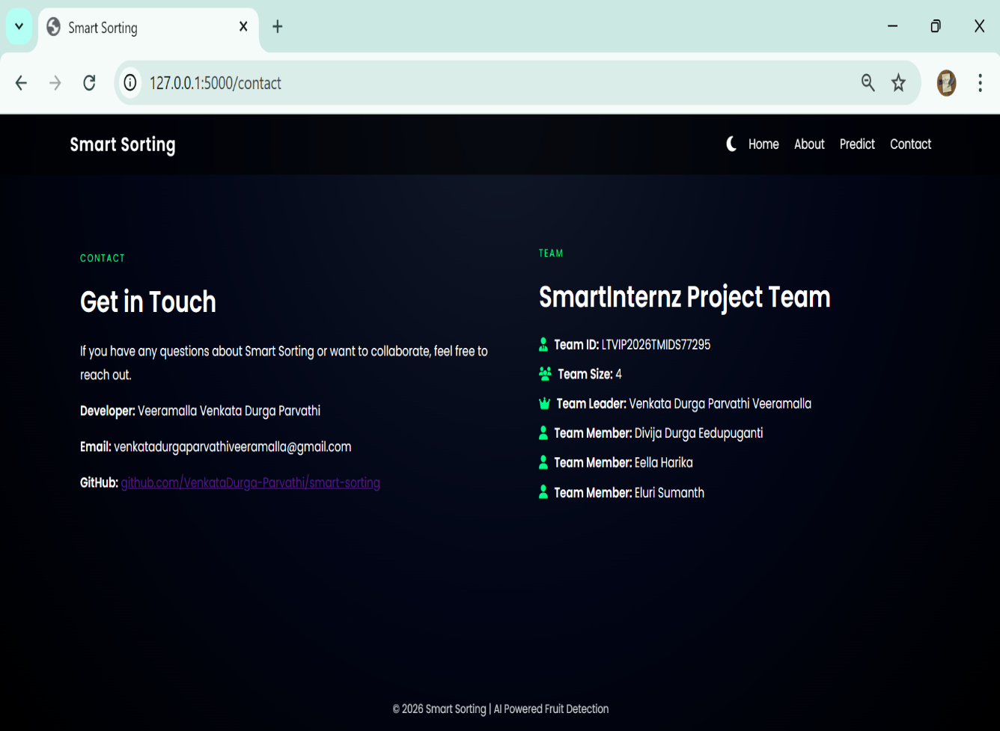 Smart Sorting
127.0.0.1:5000/contact
Smart Sorting
Home About Predict Contact
CONTACT
Get in Touch
If you have any questions about Smart Sorting or want to collaborate, feel free to
reach out.
Developer: Veeramalla Venkata Durga Parvathi
Email: venkatadurgaparvathiveeramalla@gmail.com
GitHub: github.com/VenkataDurga-Parvathi/smart-sorting
TEAM
SmartInternz Project Team
Team ID: LTVIP2026TMIDS77295
Team Size: 4
Team Leader: Venkata Durga Parvathi Veeramalla
Team Member: Divija Durga Eedupuganti
Team Member: Eella Harika
Team Member: Eluri Sumanth
© 2026 Smart Sorting | AI Powered Fruit Detection